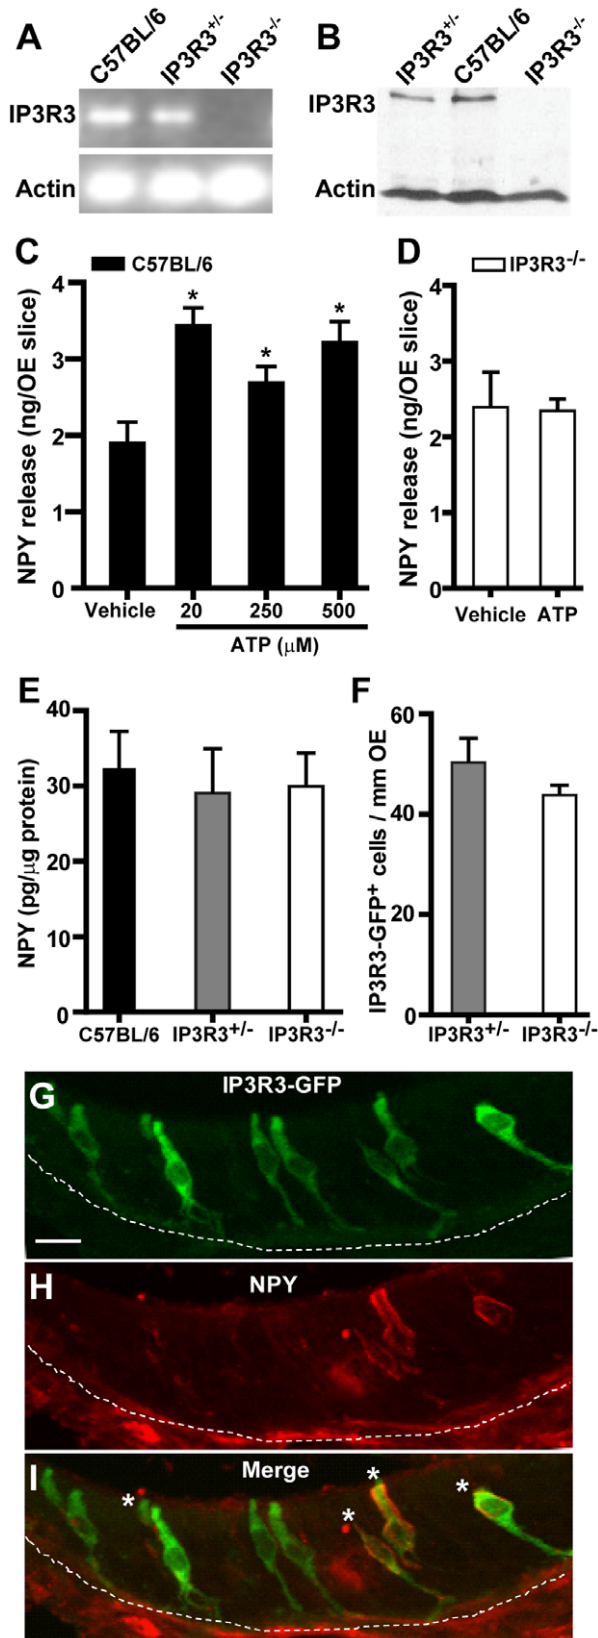 A
C57BL/6 IP3R3+/- IP3R3-/-
IP3R3
Actin
B
IP3R3+/- C57BL/6 IP3R3-/-
IP3R3
Actin
C
C57BL/6
NPY release (ng/OE slice)
4
3
2
1
0
* * *
Vehicle 20 250 500
ATP (μM)
D
IP3R3-/-
NPY release (ng/OE slice)
4
3
2
1
0
Vehicle ATP
E
NPY (pg/μg protein)
40
30
20
10
0
C57BL/6 IP3R3+/- IP3R3-/-
F
IP3R3-GFP+ cells / mm OE
60
40
20
0
IP3R3+/- IP3R3-/-
G
IP3R3-GFP
H
NPY
I
Merge
* * * *